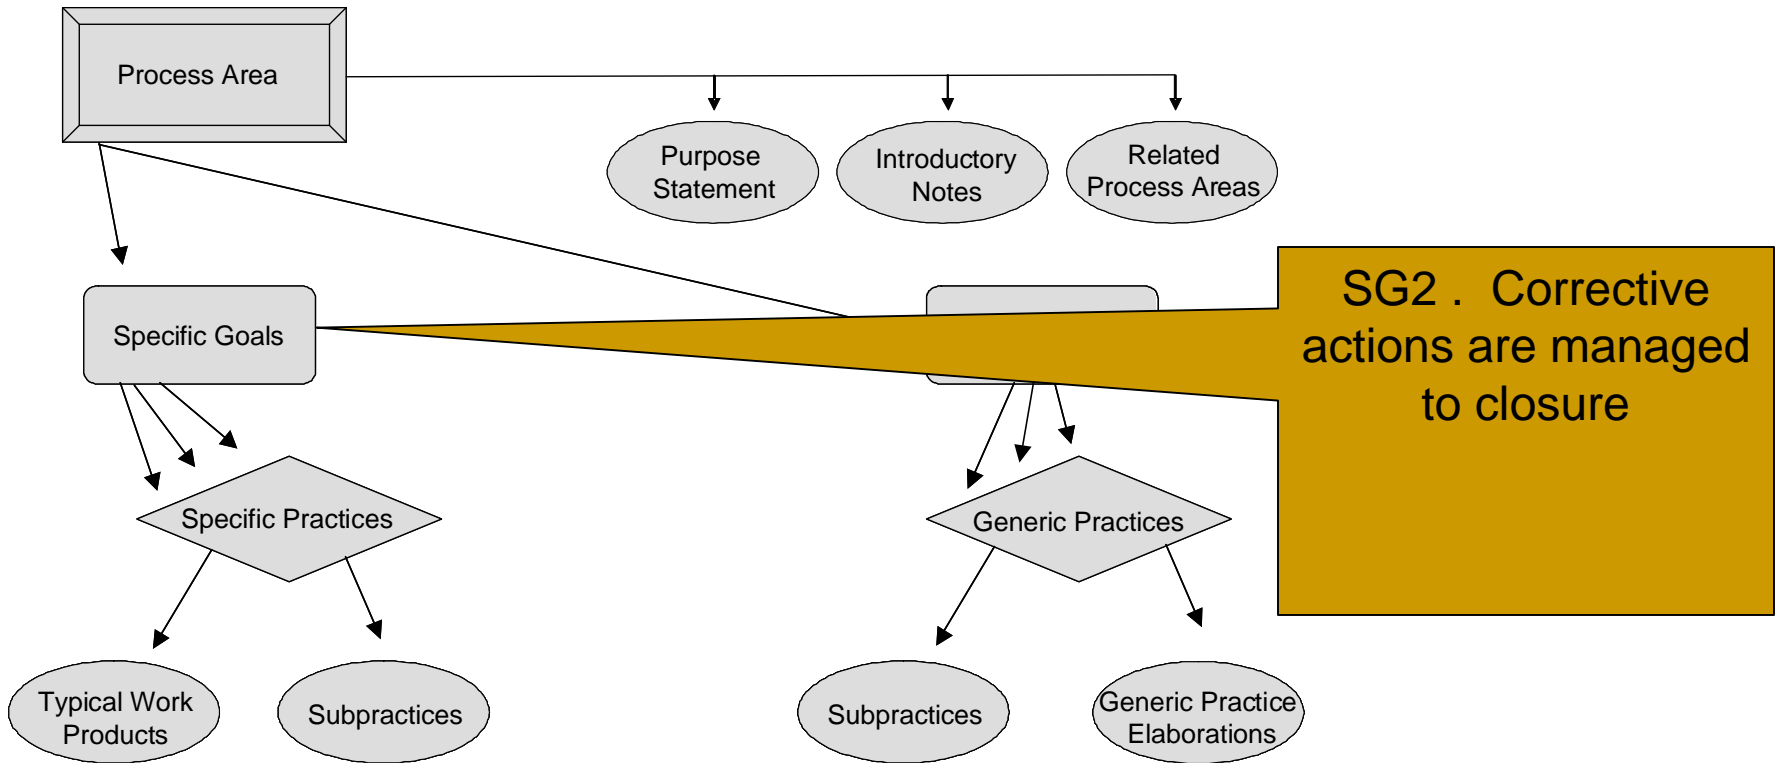 Process Area
Purpose
Statement
Introductory
Notes
Related
Process Areas
SG2 .  Corrective
actions are managed
to closure
Specific Goals
Specific Practices
Generic Practices
Typical Work
Products
Subpractices
Subpractices
Generic Practice
Elaborations